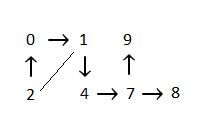 0 → 1 9
↑ ↓ ↑
2 4 → 7 → 8